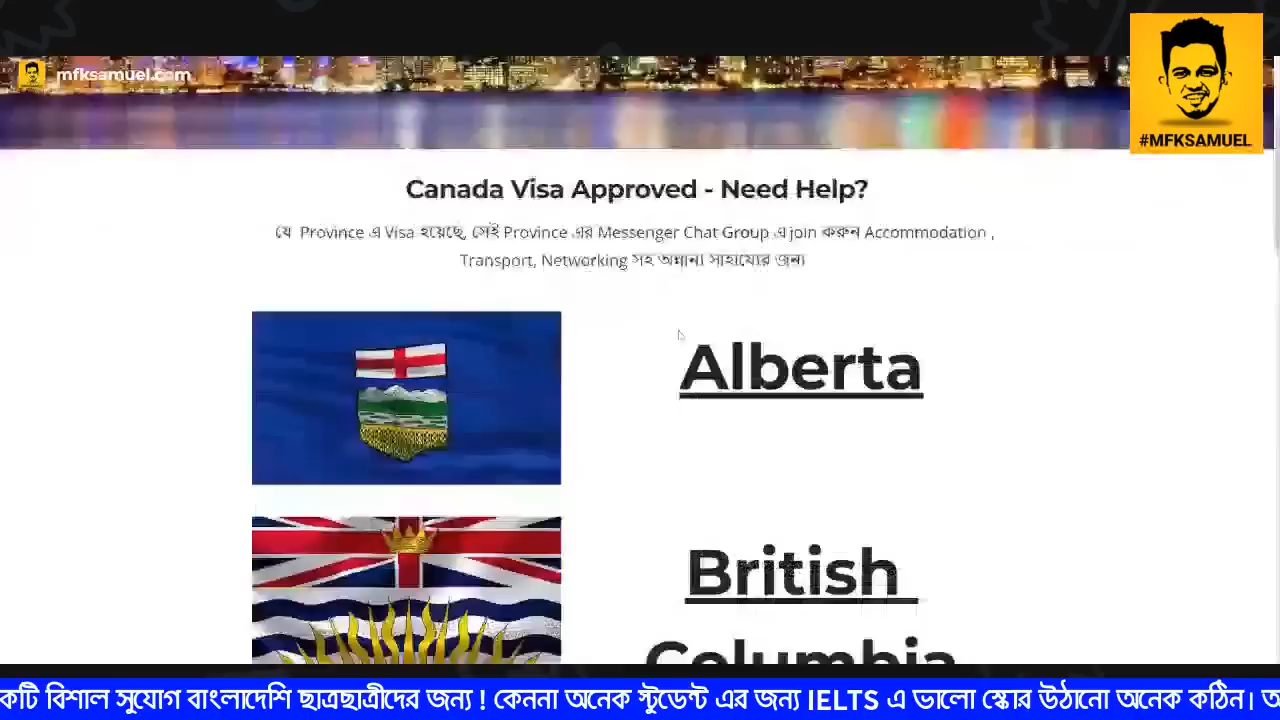 mfksamuel.com
#MFKSAMUEL
Canada Visa Approved - Need Help?
যে Province এ Visa হয়েছে, সেই Province এর Messenger Chat Group এ join করুন Accommodation ,
Transport, Networking সহ অন্নান্য সাহায্যের জন্য
Alberta
British
Columbia
কটি বিশাল সুযোগ বাংলাদেশি ছাত্রছাত্রীদের জন্য ! কেননা অনেক স্টুডেন্ট এর জন্য IELTS এ ভালো স্কোর উঠানো অনেক কঠিন।